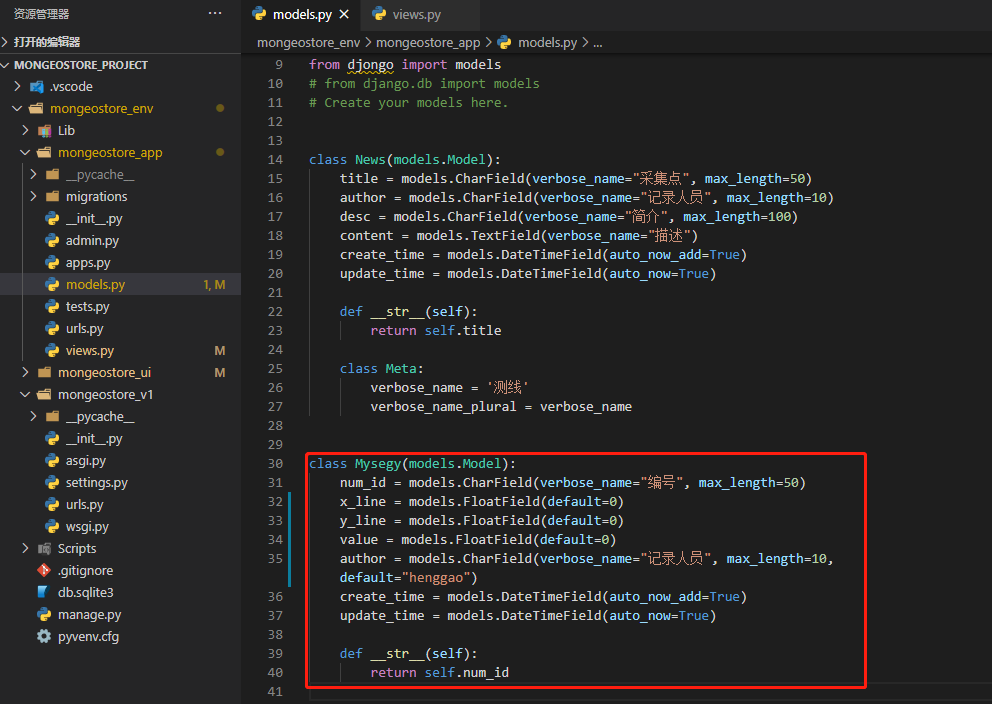 资源管理器
···
models.py ×
views.py
打开的编辑器
mongeostore_env > mongeostore_app > models.py > ...
MONGEOSTORE_PROJECT
.vscode
mongeostore_env
Lib
mongeostore_app
__pycache__
migrations
__init__.py
admin.py
apps.py
models.py 1, M
tests.py
urls.py
views.py M
mongeostore_ui M
mongeostore_v1
__pycache__
__init__.py
asgi.py
settings.py
urls.py
wsgi.py
Scripts
.gitignore
db.sqlite3
manage.py
pyvenv.cfg
9 from djongo import models
10 # from django.db import models
11 # Create your models here.
12
13
14 class News(models.Model):
15     title = models.CharField(verbose_name="采集点", max_length=50)
16     author = models.CharField(verbose_name="记录人员", max_length=10)
17     desc = models.CharField(verbose_name="简介", max_length=100)
18     content = models.TextField(verbose_name="描述")
19     create_time = models.DateTimeField(auto_now_add=True)
20     update_time = models.DateTimeField(auto_now=True)
21
22     def __str__(self):
23         return self.title
24
25     class Meta:
26         verbose_name = '测线'
27         verbose_name_plural = verbose_name
28
29
30 class Mysegy(models.Model):
31     num_id = models.CharField(verbose_name="编号", max_length=50)
32     x_line = models.FloatField(default=0)
33     y_line = models.FloatField(default=0)
34     value = models.FloatField(default=0)
35     author = models.CharField(verbose_name="记录人员", max_length=10,
    default="henggao")
36     create_time = models.DateTimeField(auto_now_add=True)
37     update_time = models.DateTimeField(auto_now=True)
38
39     def __str__(self):
40         return self.num_id
41